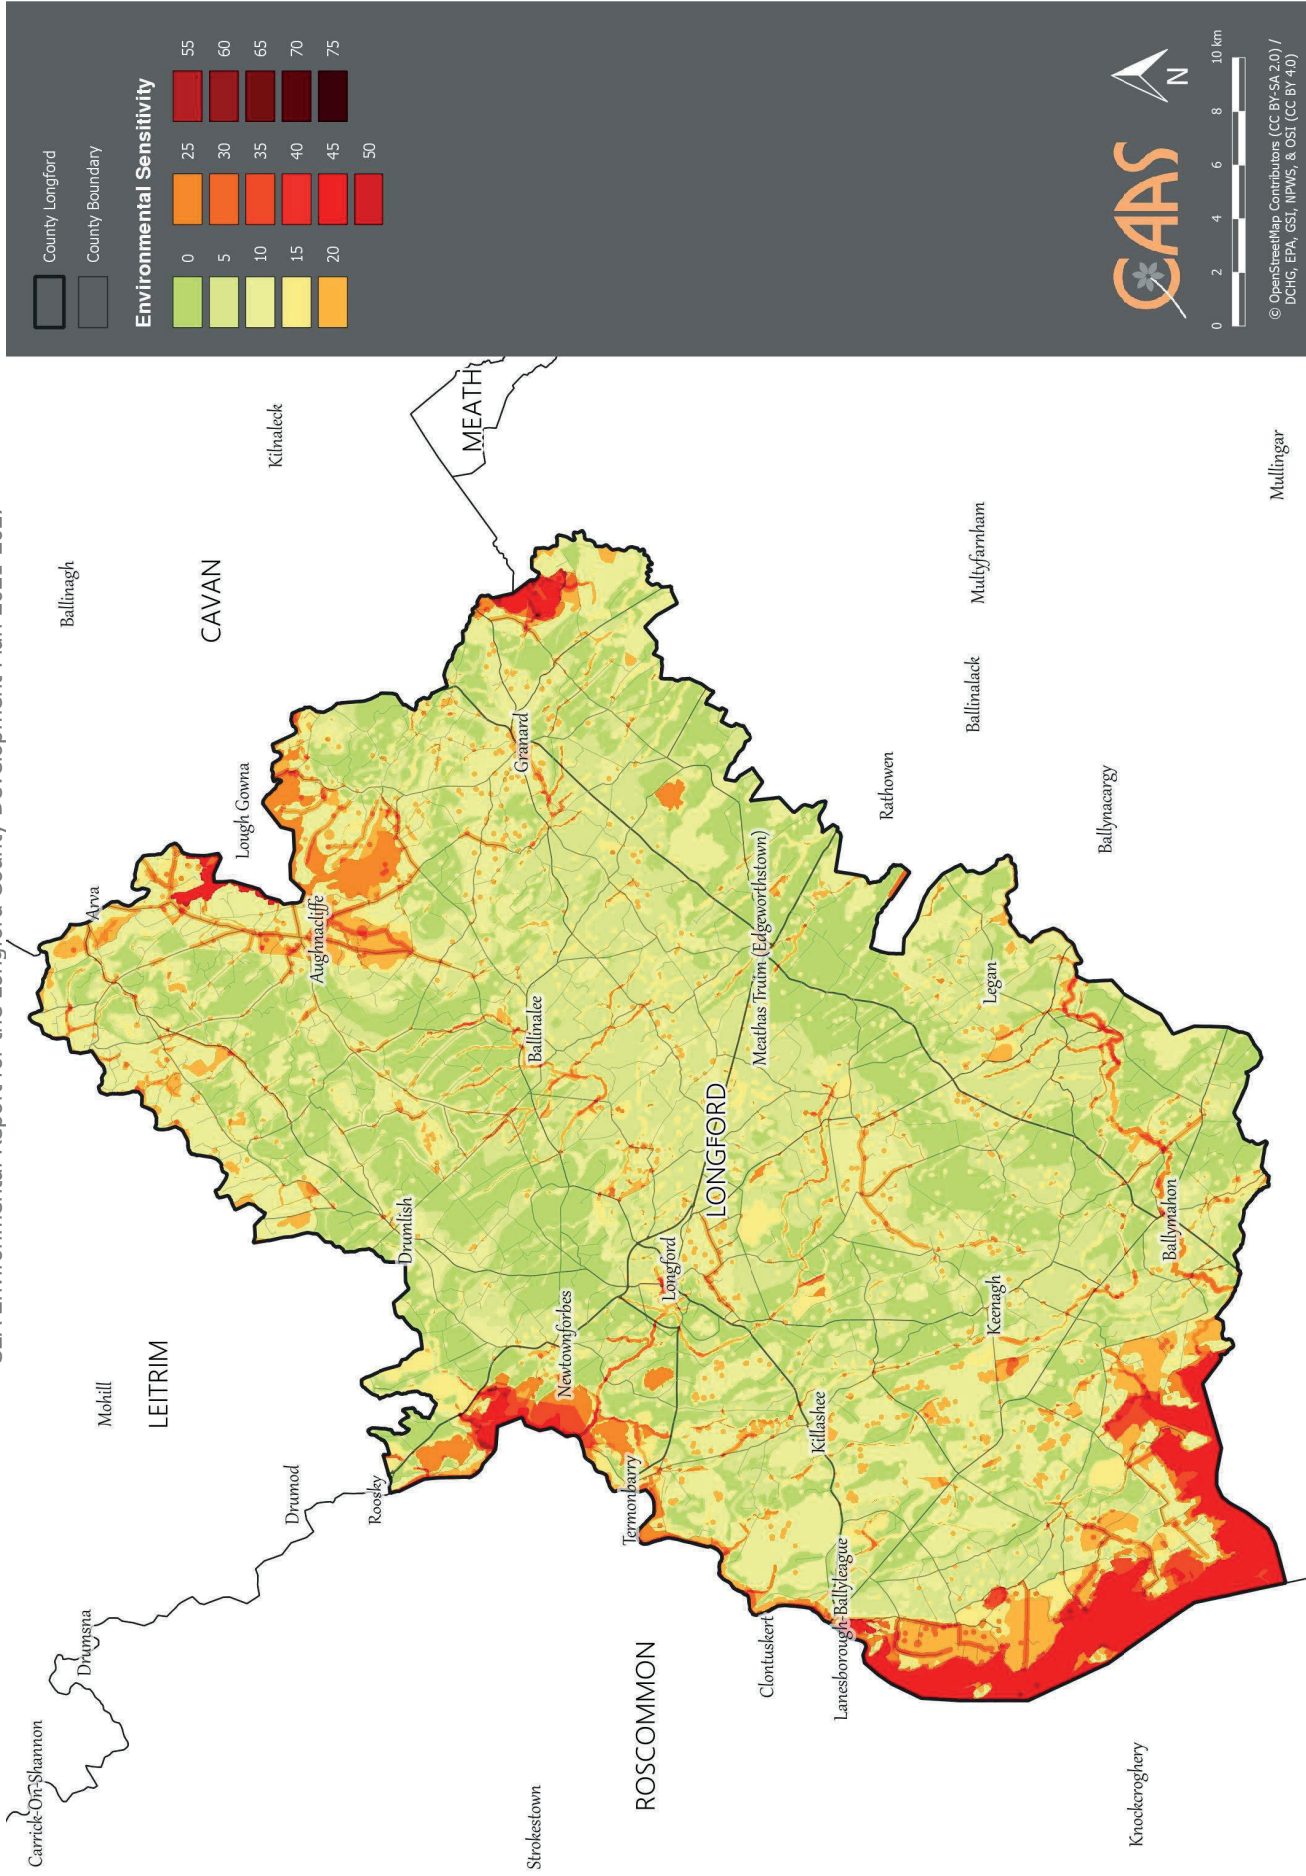 County Longford
County Boundary
Environmental Sensitivity
0
5
10
15
20
25
30
35
40
45
50
55
60
65
70
75
CAAS
N
0 2 4 6 8 10 km
© OpenStreetMap Contributors (CC BY-SA 2.0) /
DCHG, EPA, GSI, NPWS, & OSI (CC BY 4.0)
Carrick-On-Shannon
Drumsna
Drumod
Mohill
LEITRIM
Roosky
Arva
Ballinagh
CAVAN
Lough Gowna
Kilnaleck
Aughnacliffe
Drumlish
MEATH
Granard
Strokestown
Newtownforbes
Ballinalee
ROSCOMMON
Termonbarry
Longford
LONGFORD
Meathas Truim (Edgeworthstown)
Clontuskert
Killashee
Lanesborough-Ballyleague
Rathowen
Ballinalack
Multyfarnham
Keenagh
Legan
Ballynacargy
Knockcroghery
Ballymahon
Mullingar